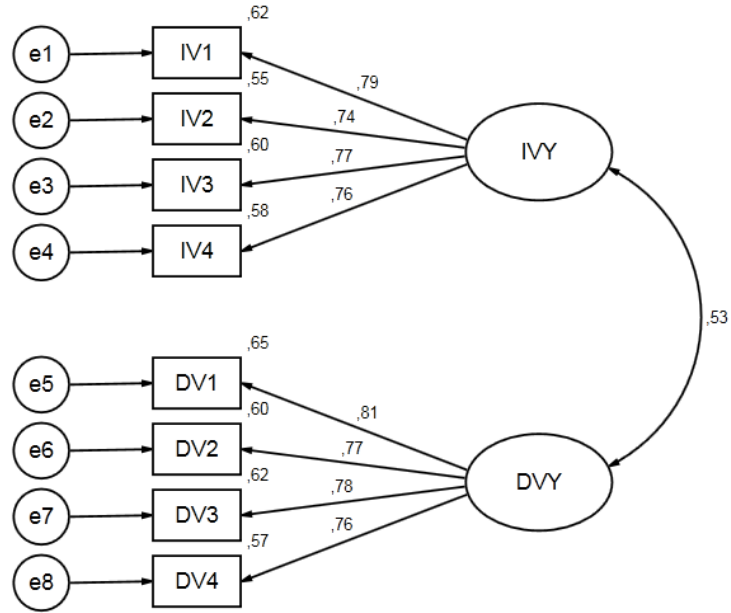 ,62
e1 IV1
,55 ,79
e2 IV2 ,74
,60 IVY
e3 IV3 ,77
,58 ,76
e4 IV4
,53
,65
e5 DV1
,60 ,81
e6 DV2 ,77
,62 DVY
e7 DV3 ,78
,57 ,76
e8 DV4